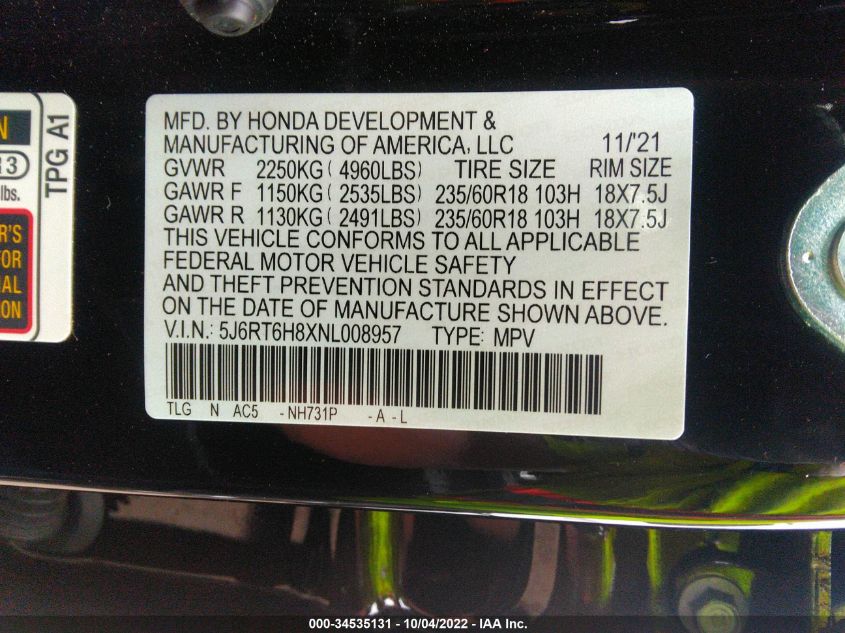 MFD. BY HONDA DEVELOPMENT &
MANUFACTURING OF AMERICA, LLC 11/'21
GVWR 2250KG( 4960LBS) TIRE SIZE RIM SIZE
GAWR F 1150KG( 2535LBS) 235/60R18 103H 18X7.5J
GAWR R 1130KG( 2491LBS) 235/60R18 103H 18X7.5J
THIS VEHICLE CONFORMS TO ALL APPLICABLE
FEDERAL MOTOR VEHICLE SAFETY
AND THEFT PREVENTION STANDARDS IN EFFECT
ON THE DATE OF MANUFACTURE SHOWN ABOVE.
V.I.N.: 5J6RT6H8XNL008957 TYPE: MPV
TLG N AC5 -NH731P -A-L
TPG A1
lbs.
000-34535131 - 10/04/2022 - IAA Inc.